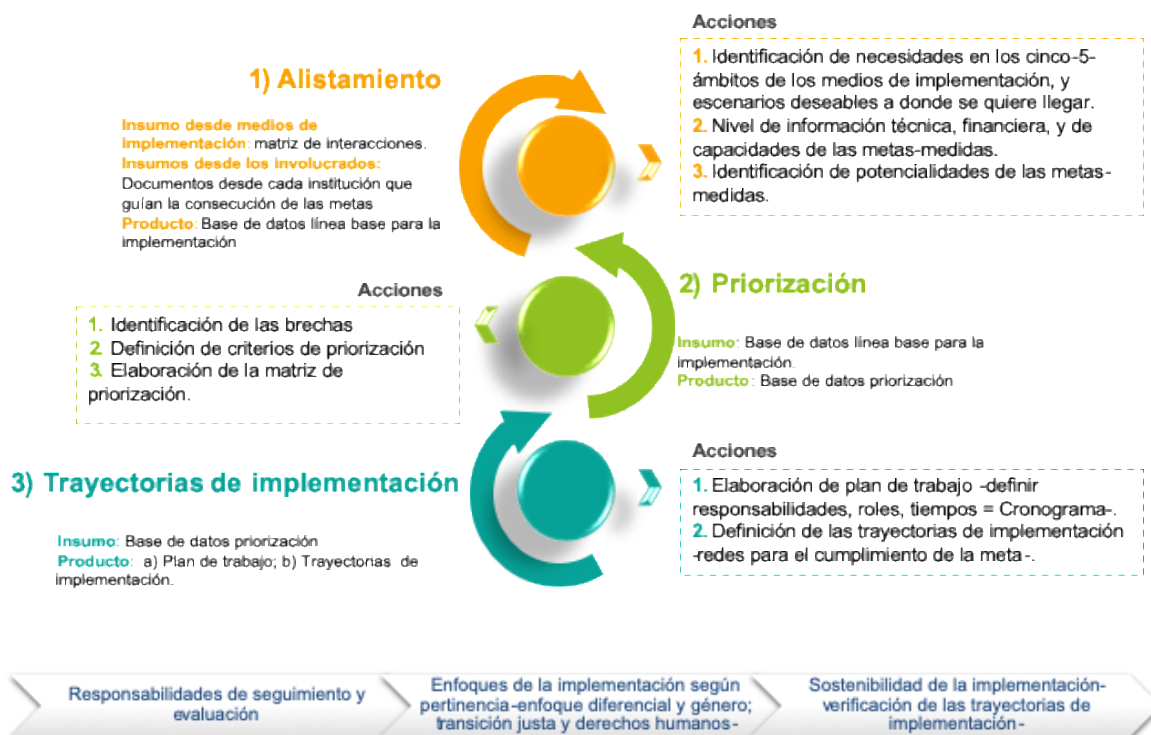 1) Alistamiento
Insumo desde medios de
Implementación: matriz de interacciones.
Insumos desde los involucrados:
Documentos desde cada institución que
guían la consecución de las metas
Producto: Base de datos línea base para la
implementación
Acciones
1. Identificación de necesidades en los cinco-5-
ámbitos de los medios de implementación, y
escenarios deseables a donde se quiere llegar.
2. Nivel de información técnica, financiera, y de
capacidades de las metas-medidas.
3. Identificación de potencialidades de las metas-
medidas.
2) Priorización
Insumo: Base de datos línea base para la
implementación.
Producto: Base de datos priorización
Acciones
1. Identificación de las brechas
2. Definición de criterios de priorización
3. Elaboración de la matriz de
priorización.
3) Trayectorias de implementación
Insumo: Base de datos priorización
Producto: a) Plan de trabajo; b) Trayectorias de
implementación.
Acciones
1. Elaboración de plan de trabajo -definir
responsabilidades, roles, tiempos = Cronograma-.
2. Definición de las trayectorias de implementación
-redes para el cumplimiento de la meta-.
Responsabilidades de seguimiento y
evaluación
Enfoques de la implementación según
pertinencia-enfoque diferencial y género;
transición justa y derechos humanos-
Sostenibilidad de la implementación-
verificación de las trayectorias de
implementación-